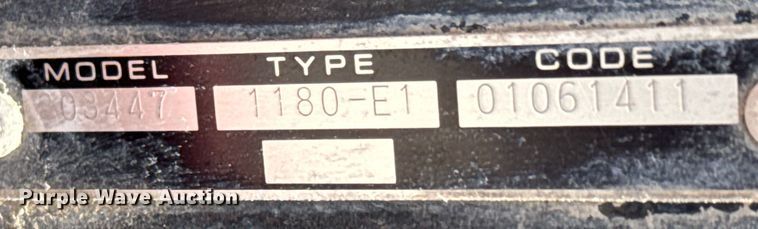 MODEL TYPE CODE
303447 1180-E1 01061411
Purple Wave Auction